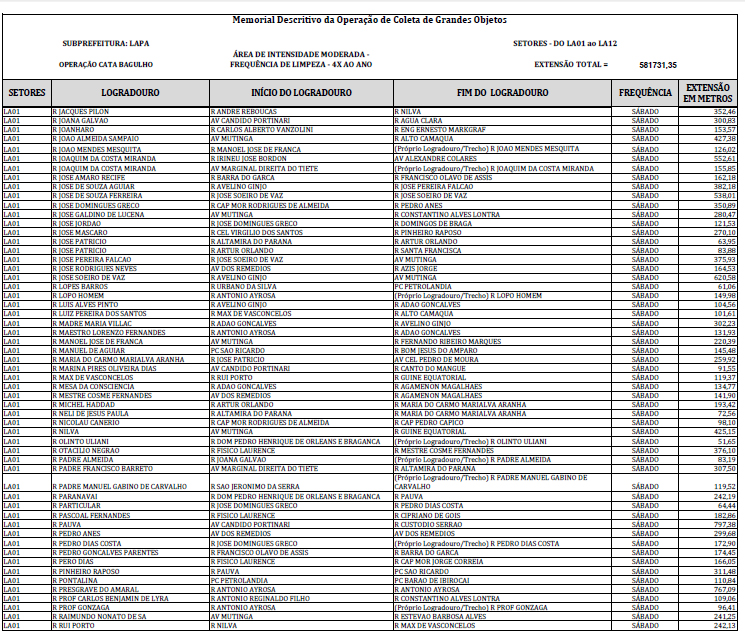 Memorial Descritivo da Operação de Coleta de Grandes Objetos
SUBPREFEITURA: LAPA
SETORES - DO LA01 ao LA12
ÁREA DE INTENSIDADE MODERADA -
OPERAÇÃO CATA BAGULHO
FREQUÊNCIA DE LIMPEZA - 4X AO ANO
EXTENSÃO TOTAL = 581731,35
SETORES LOGRADOURO INÍCIO DO LOGRADOURO FIM DO LOGRADOURO FREQUÊNCIA EXTENSÃO EM METROS
LA01 R JACQUES PILON R ANDRE REBOUCAS R NILVA SÁBADO 352,46
LA01 R JOANA GALVAO AV CANDIDO PORTINARI R AGUA CLARA SÁBADO 300,83
LA01 R JOANHARO R CARLOS ALBERTO VANZOLINI R ENG ERNESTO MARKGRAF SÁBADO 153,57
LA01 R JOAO ALMEIDA SAMPAIO AV MUTINGA R ALTO CAMAQUA SÁBADO 427,38
LA01 R JOAO MENDES MESQUITA R MANOEL JOSE DE FRANCA (Próprio Logradouro/Trecho) R JOAO MENDES MESQUITA SÁBADO 126,02
LA01 R JOAQUIM DA COSTA MIRANDA R IRINEU JOSE BORDON AV ALEXANDRE COLARES SÁBADO 552,61
LA01 R JOAQUIM DA COSTA MIRANDA AV MARGINAL DIREITA DO TIETE (Próprio Logradouro/Trecho) R JOAQUIM DA COSTA MIRANDA SÁBADO 155,85
LA01 R JOSE AMARO RECIFE R BARRA DO GARCA R FRANCISCO OLAVO DE ASSIS SÁBADO 162,18
LA01 R JOSE DE SOUZA AGUIAR R AVELINO GINJO R JOSE PEREIRA FALCAO SÁBADO 382,18
LA01 R JOSE DE SOUZA FERREIRA R JOSE SOEIRO DE VAZ R JOSE SOEIRO DE VAZ SÁBADO 538,01
LA01 R JOSE DOMINGUES GRECO R CAP MOR RODRIGUES DE ALMEIDA R PEDRO ANES SÁBADO 350,89
LA01 R JOSE GALDINO DE LUCENA AV MUTINGA R CONSTANTINO ALVES LONTRA SÁBADO 280,47
LA01 R JOSE JORDAO R JOSE DOMINGUES GRECO R DOMINGOS DE BRAGA SÁBADO 121,53
LA01 R JOSE MASCARO R CEL VIRGILIO DOS SANTOS R PINHEIRO RAPOSO SÁBADO 270,10
LA01 R JOSE PATRICIO R ALTAMIRA DO PARANA R ARTUR ORLANDO SÁBADO 63,95
LA01 R JOSE PATRICIO R ARTUR ORLANDO R SANTA FRANCISCA SÁBADO 83,88
LA01 R JOSE PEREIRA FALCAO R JOSE SOEIRO DE VAZ AV MUTINGA SÁBADO 375,93
LA01 R JOSE RODRIGUES NEVES AV DOS REMEDIOS R AZIS JORGE SÁBADO 164,53
LA01 R JOSE SOEIRO DE VAZ R AVELINO GINJO AV MUTINGA SÁBADO 620,58
LA01 R LOPES BARROS R URBANO DA SILVA PC PETROLANDIA SÁBADO 61,06
LA01 R LOPO HOMEM R ANTONIO AYROSA (Próprio Logradouro/Trecho) R LOPO HOMEM SÁBADO 149,98
LA01 R LUIS ALVES PINTO R AVELINO GINJO R ADAO GONCALVES SÁBADO 104,56
LA01 R LUIZ PEREIRA DOS SANTOS R MAX DE VASCONCELOS R ALTO CAMAQUA SÁBADO 101,61
LA01 R MADRE MARIA VILLAC R ADAO GONCALVES R AVELINO GINJO SÁBADO 302,23
LA01 R MAESTRO LORENZO FERNANDES R ANTONIO AYROSA R ADAO GONCALVES SÁBADO 131,93
LA01 R MANOEL JOSE DE FRANCA AV MUTINGA R FERNANDO RIBEIRO MARQUES SÁBADO 220,39
LA01 R MANUEL DE AGUIAR PC SAO RICARDO R BOM JESUS DO AMPARO SÁBADO 145,48
LA01 R MARIA DO CARMO MARIALVA ARANHA R JOSE PATRICIO AV CEL PEDRO DE MOURA SÁBADO 259,92
LA01 R MARINA PIRES OLIVEIRA DIAS AV CANDIDO PORTINARI R CANTO DO MANGUE SÁBADO 91,55
LA01 R MAX DE VASCONCELOS R RUI PORTO R GUINE EQUATORIAL SÁBADO 119,37
LA01 R MESA DA CONSCIENCIA R ADAO GONCALVES R AGAMENON MAGALHAES SÁBADO 134,77
LA01 R MESTRE COSME FERNANDES AV DOS REMEDIOS R AGAMENON MAGALHAES SÁBADO 141,90
LA01 R MICHEL HADDAD R ARTUR ORLANDO R MARIA DO CARMO MARIALVA ARANHA SÁBADO 193,42
LA01 R NELI DE JESUS PAULA R ALTAMIRA DO PARANA R MARIA DO CARMO MARIALVA ARANHA SÁBADO 72,56
LA01 R NICOLAU CANERIO R CAP MOR RODRIGUES DE ALMEIDA R CAP PEDRO CAPICO SÁBADO 98,10
LA01 R NILVA AV MUTINGA R GUINE EQUATORIAL SÁBADO 425,15
LA01 R OLINTO ULIANI R DOM PEDRO HENRIQUE DE ORLEANS E BRAGANCA (Próprio Logradouro/Trecho) R OLINTO ULIANI SÁBADO 51,65
LA01 R OTACILIO NEGRAO R FISICO LAURENCE R MESTRE COSME FERNANDES SÁBADO 376,10
LA01 R PADRE ALMEIDA R JOANA GALVAO (Próprio Logradouro/Trecho) R PADRE ALMEIDA SÁBADO 83,19
LA01 R PADRE FRANCISCO BARRETO AV MARGINAL DIREITA DO TIETE R ALTAMIRA DO PARANA SÁBADO 307,50
LA01 R PADRE MANUEL GABINO DE CARVALHO R SAO JERONIMO DA SERRA (Próprio Logradouro/Trecho) R PADRE MANUEL GABINO DE CARVALHO SÁBADO 119,52
LA01 R PARANAVAI R DOM PEDRO HENRIQUE DE ORLEANS E BRAGANCA R PAUVA SÁBADO 242,19
LA01 R PARTICULAR R JOSE DOMINGUES GRECO R PEDRO DIAS COSTA SÁBADO 64,44
LA01 R PASCOAL FERNANDES R FISICO LAURENCE R CIPRIANO DE GOIS SÁBADO 182,86
LA01 R PAUVA AV CANDIDO PORTINARI R CUSTODIO SERRAO SÁBADO 797,38
LA01 R PEDRO ANES AV DOS REMEDIOS AV DOS REMEDIOS SÁBADO 299,68
LA01 R PEDRO DIAS COSTA R JOSE DOMINGUES GRECO (Próprio Logradouro/Trecho) R PEDRO DIAS COSTA SÁBADO 172,90
LA01 R PEDRO GONCALVES PARENTES R FRANCISCO OLAVO DE ASSIS R BARRA DO GARCA SÁBADO 174,45
LA01 R PERO DIAS R FISICO LAURENCE R CAP MOR JORGE CORREIA SÁBADO 166,05
LA01 R PINHEIRO RAPOSO R PAUVA PC SAO RICARDO SÁBADO 311,48
LA01 R PONTALINA PC PETROLANDIA PC BARAO DE IBIROCAI SÁBADO 110,84
LA01 R PRESGRAVE DO AMARAL R ANTONIO AYROSA R ANTONIO AYROSA SÁBADO 767,09
LA01 R PROF CARLOS BENJAMIN DE LYRA R ANTONIO REGINALDO FILHO R CONSTANTINO ALVES LONTRA SÁBADO 109,06
LA01 R PROF GONZAGA R ANTONIO AYROSA (Próprio Logradouro/Trecho) R PROF GONZAGA SÁBADO 96,41
LA01 R RAIMUNDO NONATO DE SA AV MUTINGA R ESTEVAO BARBOSA ALVES SÁBADO 241,25
LA01 R RUI PORTO R NILVA R MAX DE VASCONCELOS SÁBADO 242,13